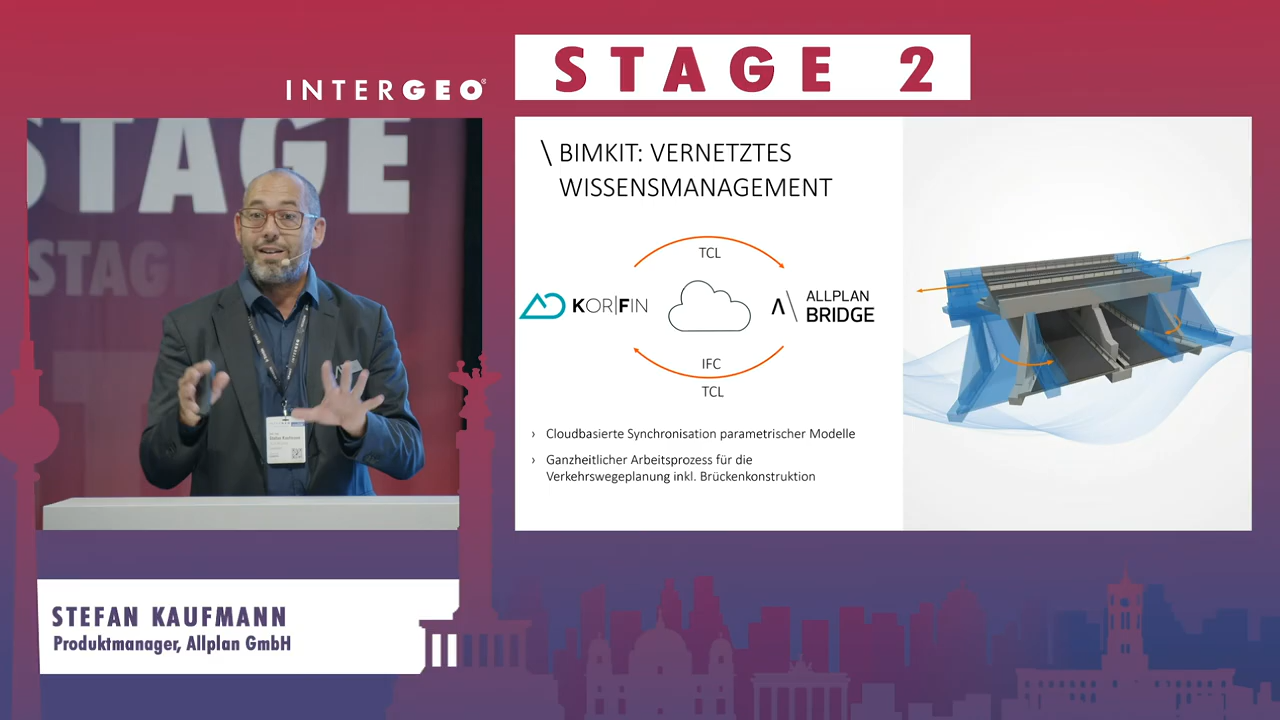 STAGE 2
INTERGEO®
STAGE
STAG
\ BIMKIT: VERNETZTES
WISSENSMANAGEMENT
TCL
KOR|FIN
ALLPLAN
BRIDGE
IFC
TCL
› Cloudbasierte Synchronisation parametrischer Modelle
› Ganzheitlicher Arbeitsprozess für die
Verkehrswegeplanung inkl. Brückenkonstruktion
STEFAN KAUFMANN
Produktmanager, Allplan GmbH